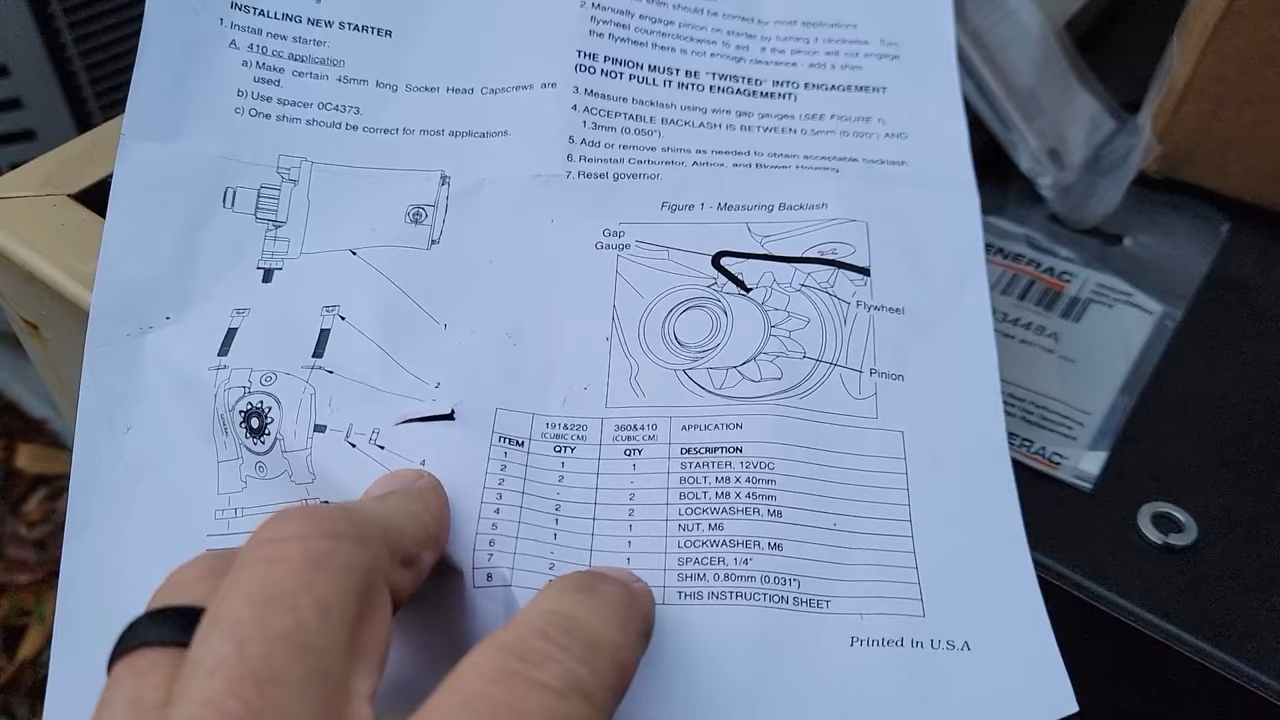 INSTALLING NEW STARTER
1. Install new starter:
A. 410 cc application
a) Make certain 45mm long Socket Head Capscrews are
used.
b) Use spacer 0C4373.
c) One shim should be correct for most applications.
1
2
4
shim should be correct for most applications
2. Manually engage pinion on starter by turning it clockwise. Turn
flywheel counterclockwise to aid. If the pinion will not engage
the flywheel there is not enough clearance - add a shim
THE PINION MUST BE "TWISTED" INTO ENGAGEMENT
(DO NOT PULL IT INTO ENGAGEMENT)
3. Measure backlash using wire gap gauges (SEE FIGURE 1)
4. ACCEPTABLE BACKLASH IS BETWEEN 0.5mm (0.020") AND
1.3mm (0.050").
5. Add or remove shims as needed to obtain acceptable backlash
6. Reinstall Carburetor, Airbox, and Blower Housing
7. Reset governor.
Figure 1 - Measuring Backlash
Gap
Gauge
Flywheel
Pinion
ITEM 191&220 (CUBIC CM) QTY 360&410 (CUBIC CM) QTY APPLICATION DESCRIPTION
1 1 1 STARTER, 12VDC
2 2 - BOLT, M8 X 40mm
2 - 2 BOLT, M8 X 45mm
3 2 2 LOCKWASHER, M8
4 1 1 NUT, M6
5 1 1 LOCKWASHER, M6
6 - 1 SPACER, 1/4"
7 2 SHIM, 0.80mm (0.031")
8 THIS INSTRUCTION SHEET
Printed in U.S.A
ENERAC
3448A
ERAC